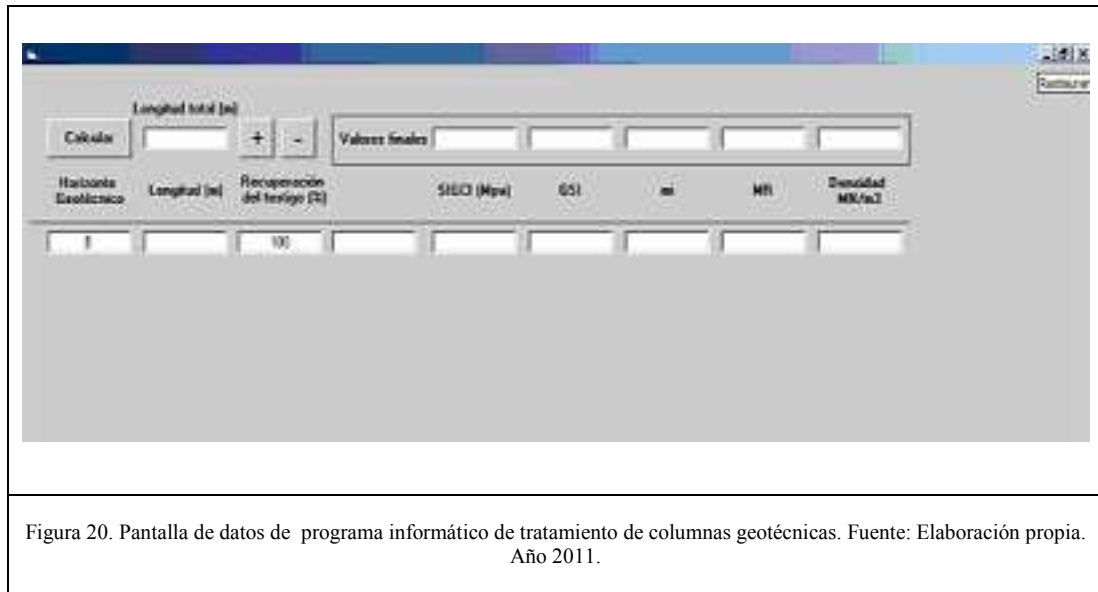 Longitud total (m)
Calcular + - Valores finales
Horizonte Geotécnico Longitud (m) Recuperación del testigo (%) SIGCI (Mpa) GSI mi MR Densidad MN/m3
100
Figura 20. Pantalla de datos de programa informático de tratamiento de columnas geotécnicas. Fuente: Elaboración propia.
Año 2011.